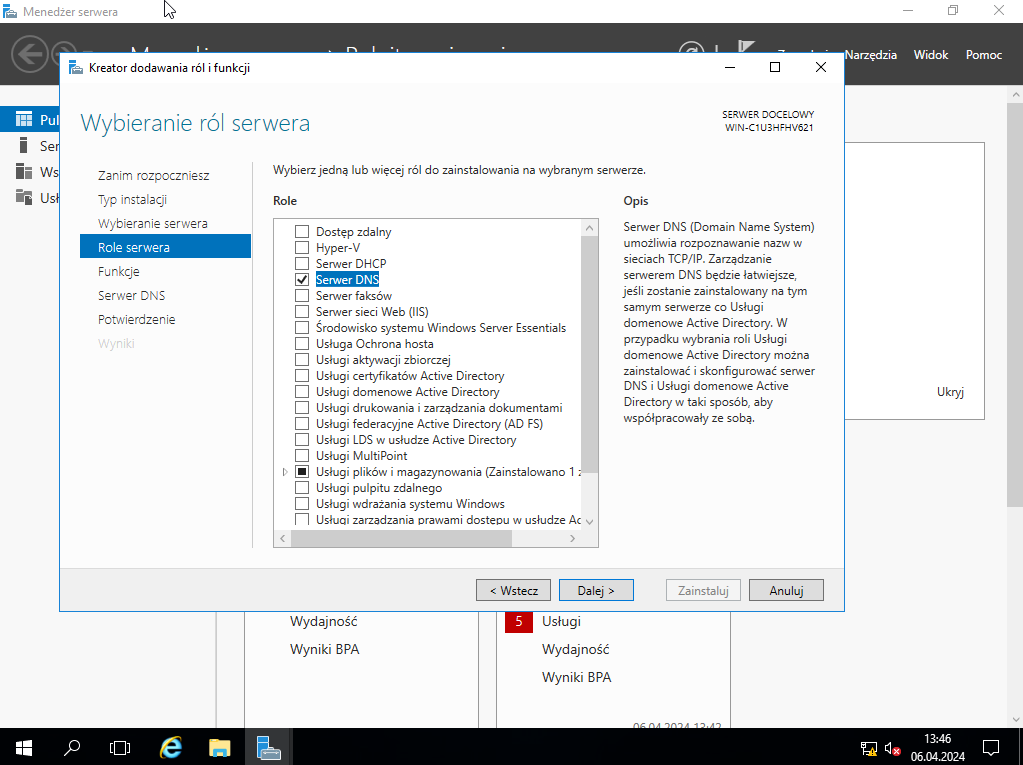 Menedżer serwera
Narzędzia
Widok
Pomoc
Kreator dodawania ról i funkcji
Wybieranie ról serwera
SERWER DOCELOWY
WIN-C1U3HFHV621
Zanim rozpoczniesz
Typ instalacji
Wybieranie serwera
Role serwera
Funkcje
Serwer DNS
Potwierdzenie
Wyniki
Wybierz jedną lub więcej ról do zainstalowania na wybranym serwerze.
Role
Dostęp zdalny
Hyper-V
Serwer DHCP
Serwer DNS
Serwer faksów
Serwer sieci Web (IIS)
Środowisko systemu Windows Server Essentials
Usługa Ochrona hosta
Usługi aktywacji zbiorczej
Usługi certyfikatów Active Directory
Usługi domenowe Active Directory
Usługi drukowania i zarządzania dokumentami
Usługi federacyjne Active Directory (AD FS)
Usługi LDS w usłudze Active Directory
Usługi MultiPoint
Usługi plików i magazynowania (Zainstalowano 1 z
Usługi pulpitu zdalnego
Usługi wdrażania systemu Windows
Usługi zarządzania prawami dostępu w usłudze Ac
Opis
Serwer DNS (Domain Name System)
umożliwia rozpoznawanie nazw w
sieciach TCP/IP. Zarządzanie
serwerem DNS będzie łatwiejsze,
jeśli zostanie zainstalowany na tym
samym serwerze co Usługi
domenowe Active Directory. W
przypadku wybrania roli Usługi
domenowe Active Directory można
zainstalować i skonfigurować serwer
DNS i Usługi domenowe Active
Directory w taki sposób, aby
współpracowały ze sobą.
Ukryj
< Wstecz
Dalej >
Zainstaluj
Anuluj
Pul
Ser
Ws
Usł
Wydajność
Wyniki BPA
5 Usługi
Wydajność
Wyniki BPA
06.04.2024 13:42
13:46
06.04.2024